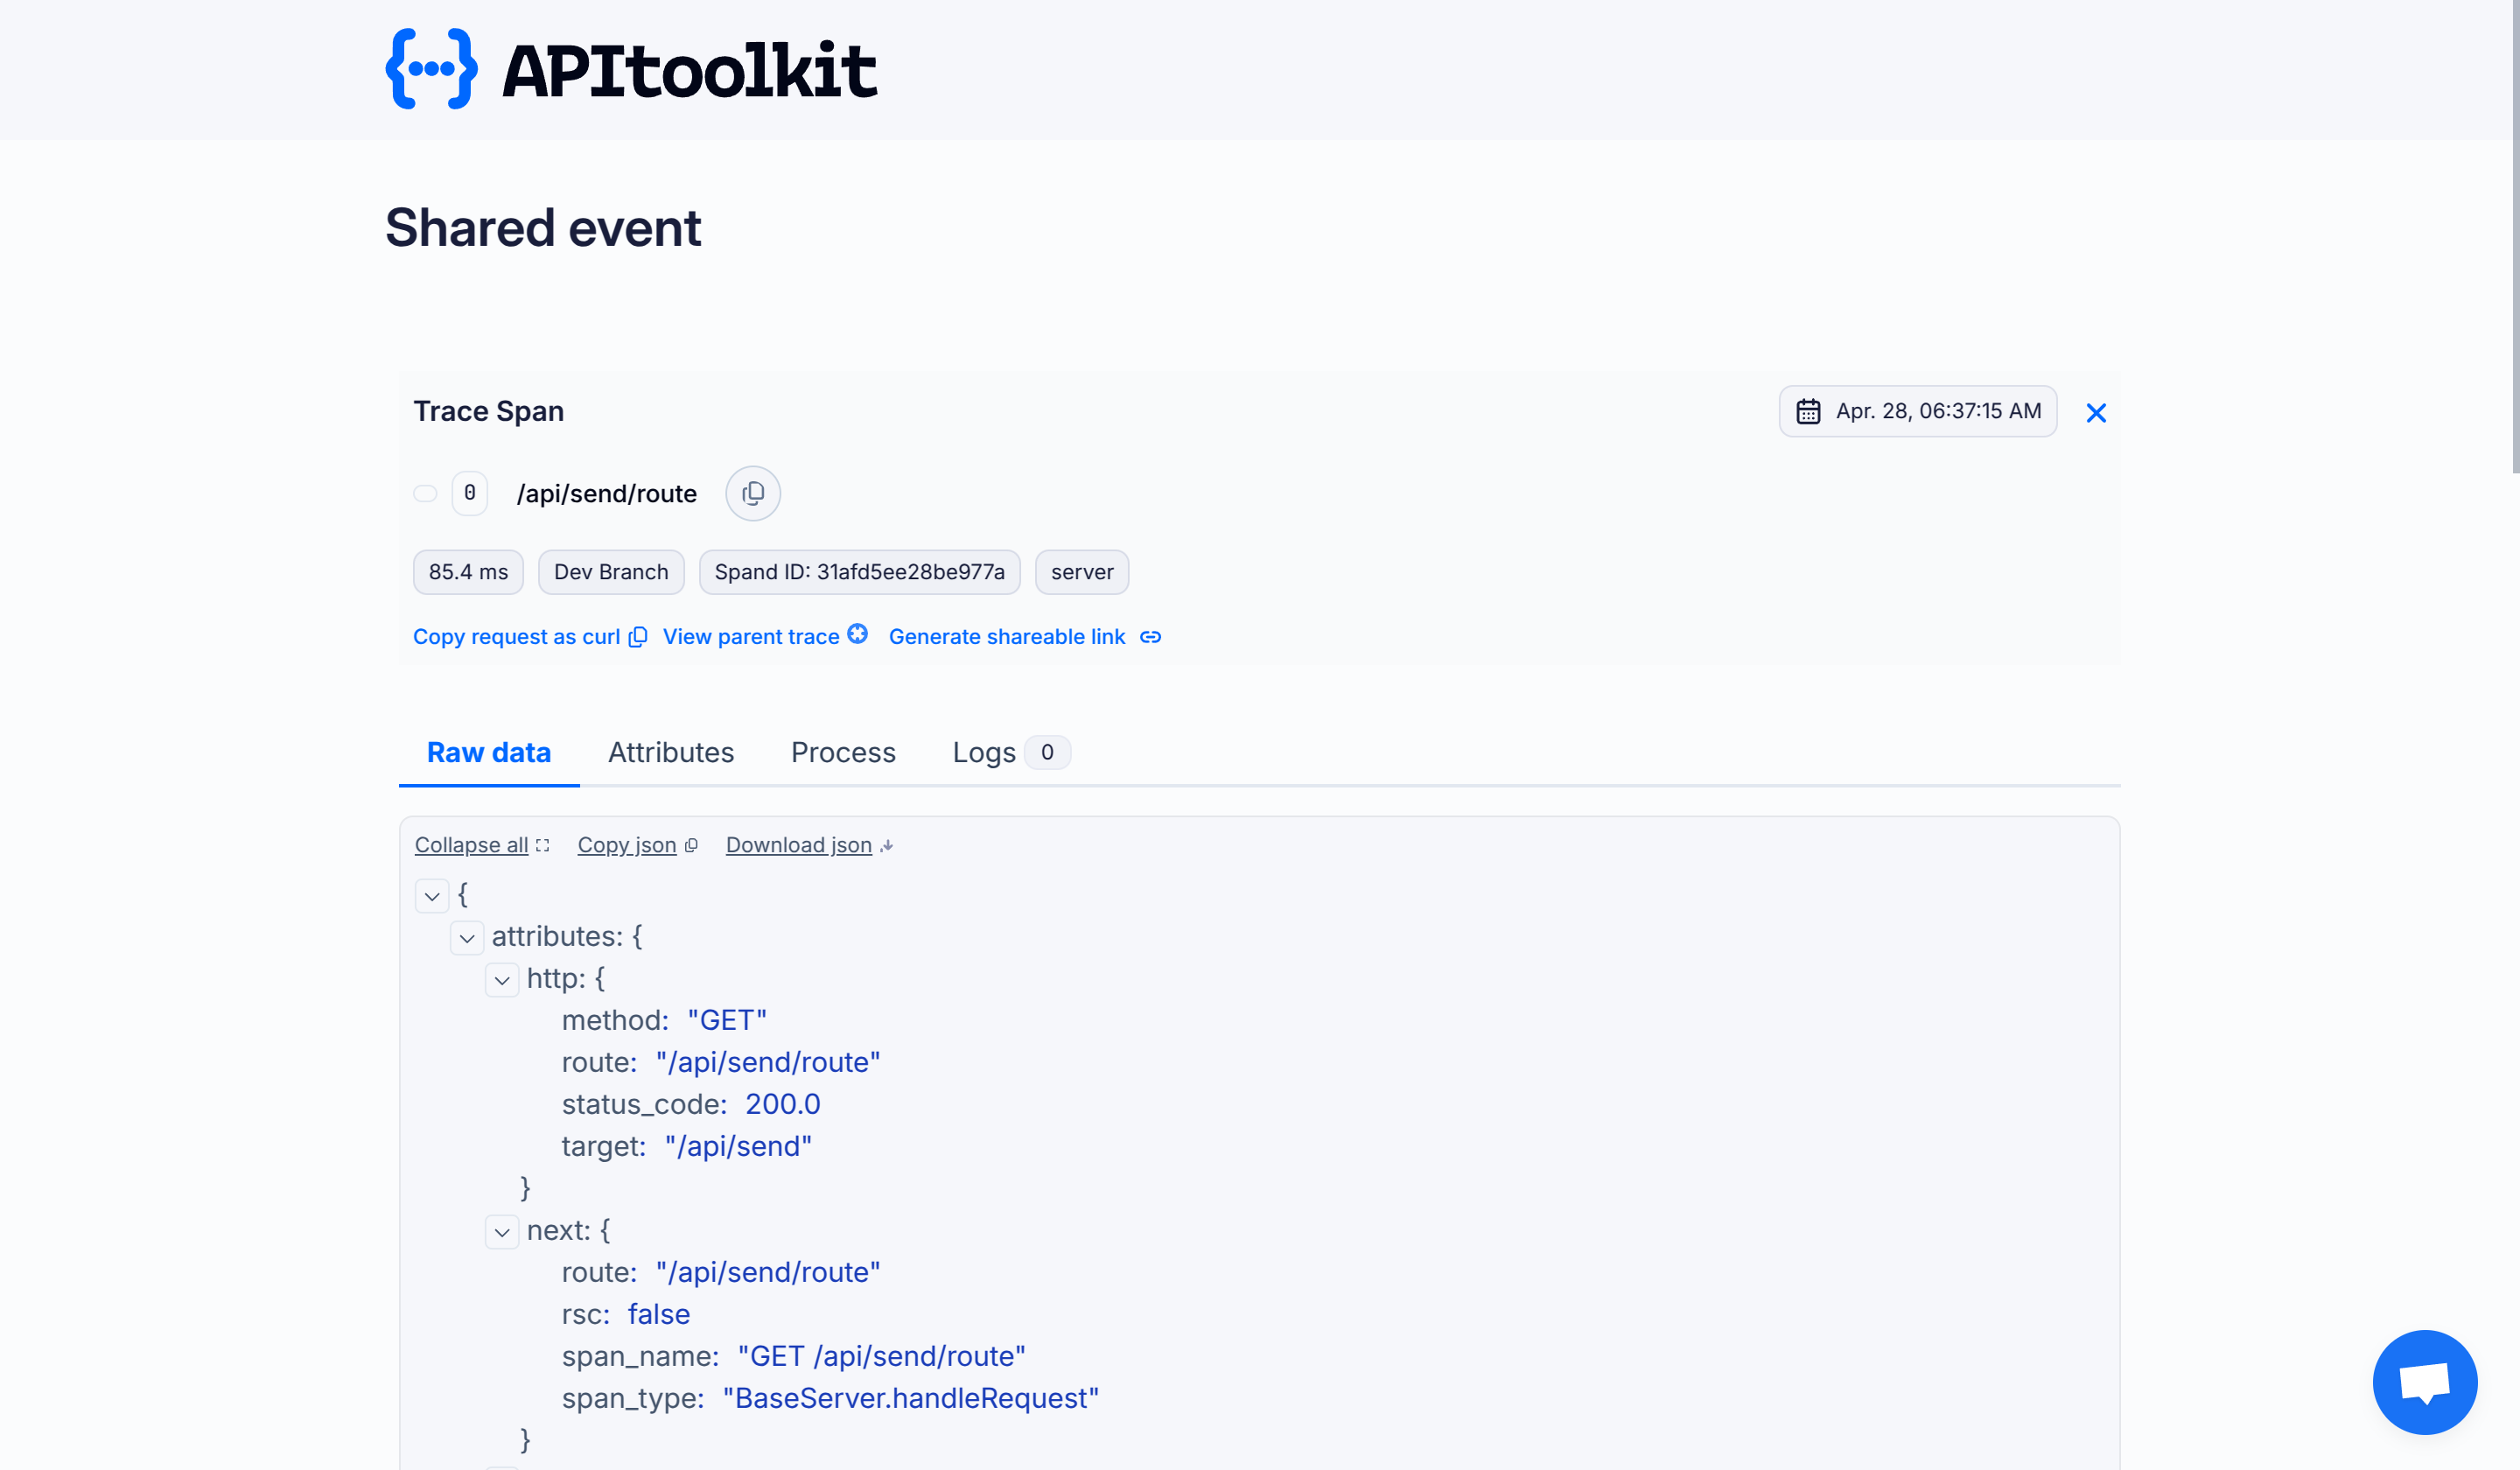 APItoolkit
Shared event
Trace Span
Apr. 28, 06:37:15 AM
0 /api/send/route
85.4 ms Dev Branch Spand ID: 31afd5ee28be977a server
Copy request as curl View parent trace Generate shareable link
Raw data Attributes Process Logs 0
Collapse all Copy json Download json
{
attributes: {
http: {
method: "GET"
route: "/api/send/route"
status_code: 200.0
target: "/api/send"
}
next: {
route: "/api/send/route"
rsc: false
span_name: "GET /api/send/route"
span_type: "BaseServer.handleRequest"
}